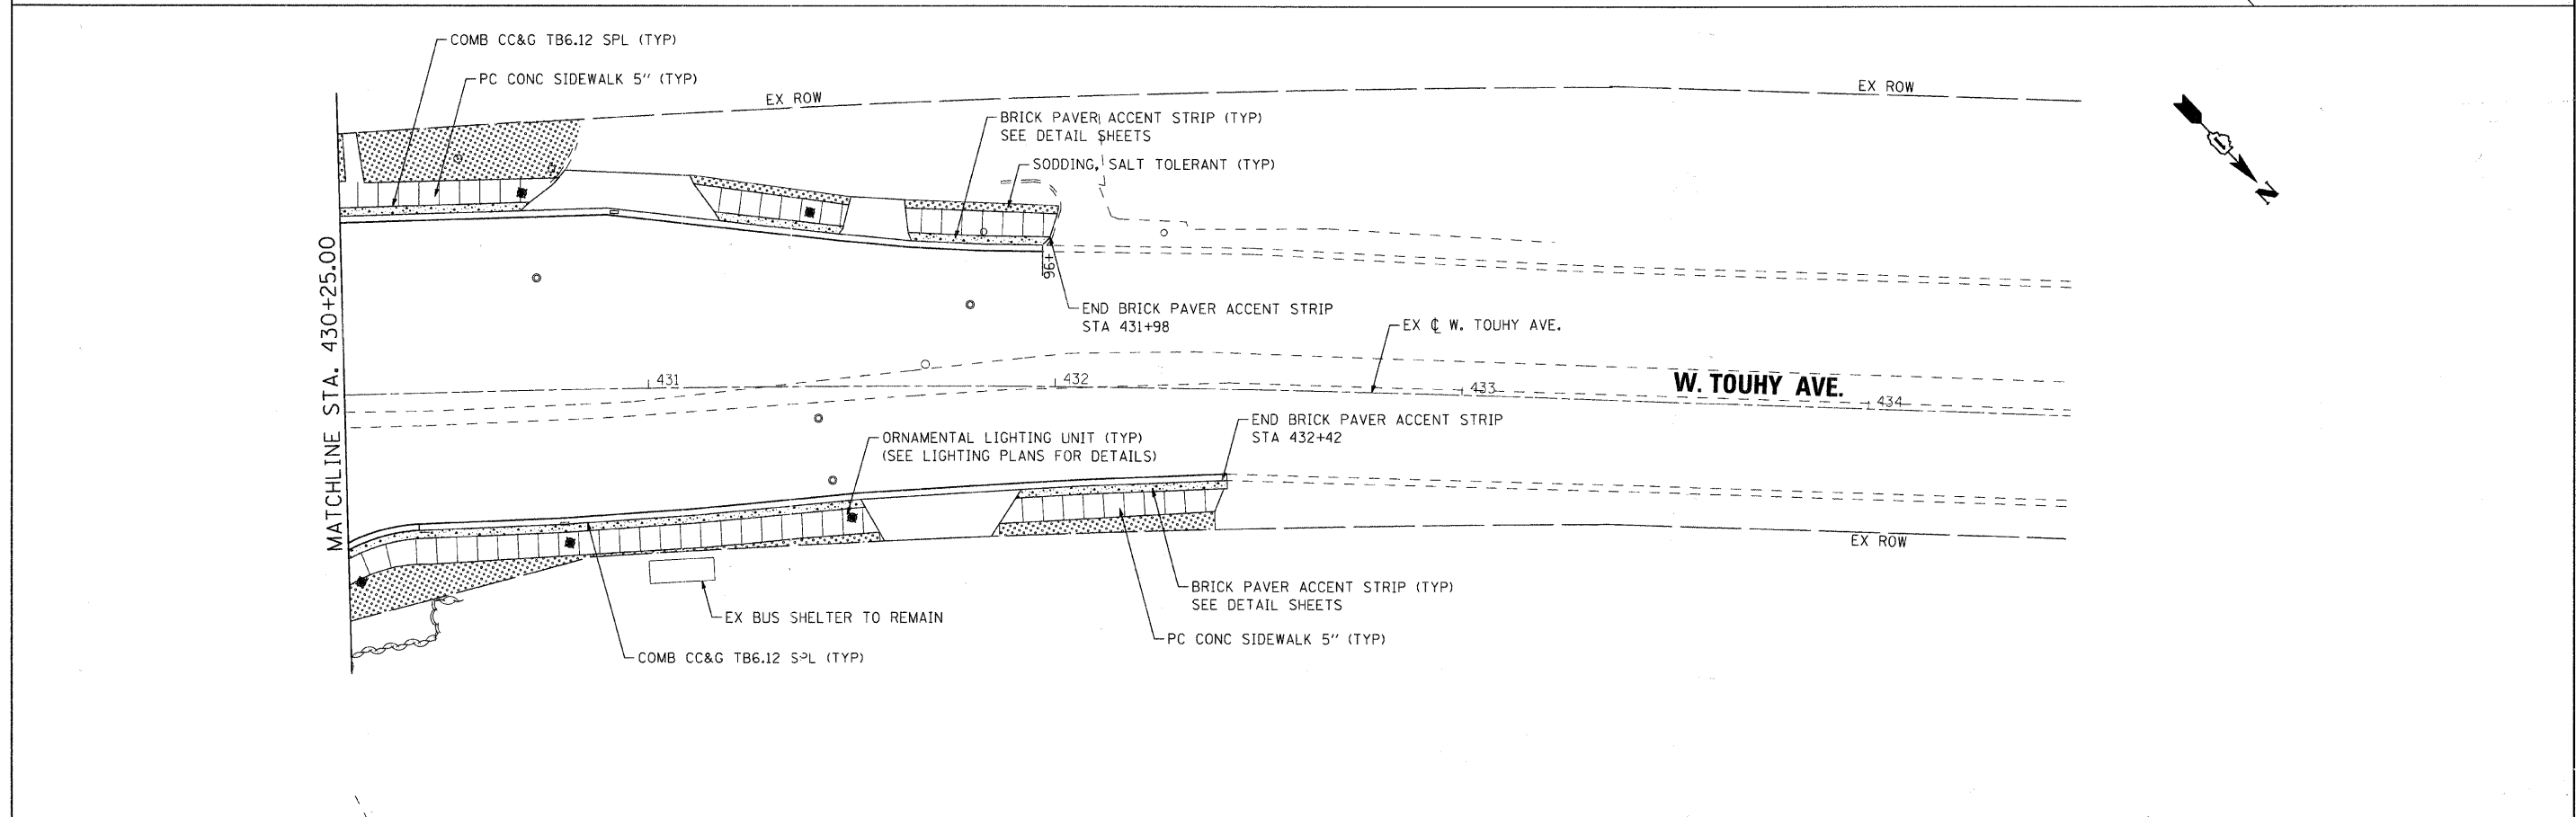 COMB CC&G TB6.12 SPL (TYP)
PC CONC SIDEWALK 5" (TYP)
EX ROW
EX ROW
BRICK PAVER ACCENT STRIP (TYP)
SEE DETAIL SHEETS
SODDING, SALT TOLERANT (TYP)
N
MATCHLINE STA. 430+25.00
+96
END BRICK PAVER ACCENT STRIP
STA 431+98
EX ℄ W. TOUHY AVE.
431
432
433
W. TOUHY AVE.
434
END BRICK PAVER ACCENT STRIP
STA 432+42
ORNAMENTAL LIGHTING UNIT (TYP)
(SEE LIGHTING PLANS FOR DETAILS)
EX ROW
BRICK PAVER ACCENT STRIP (TYP)
SEE DETAIL SHEETS
EX BUS SHELTER TO REMAIN
PC CONC SIDEWALK 5" (TYP)
COMB CC&G TB6.12 SPL (TYP)